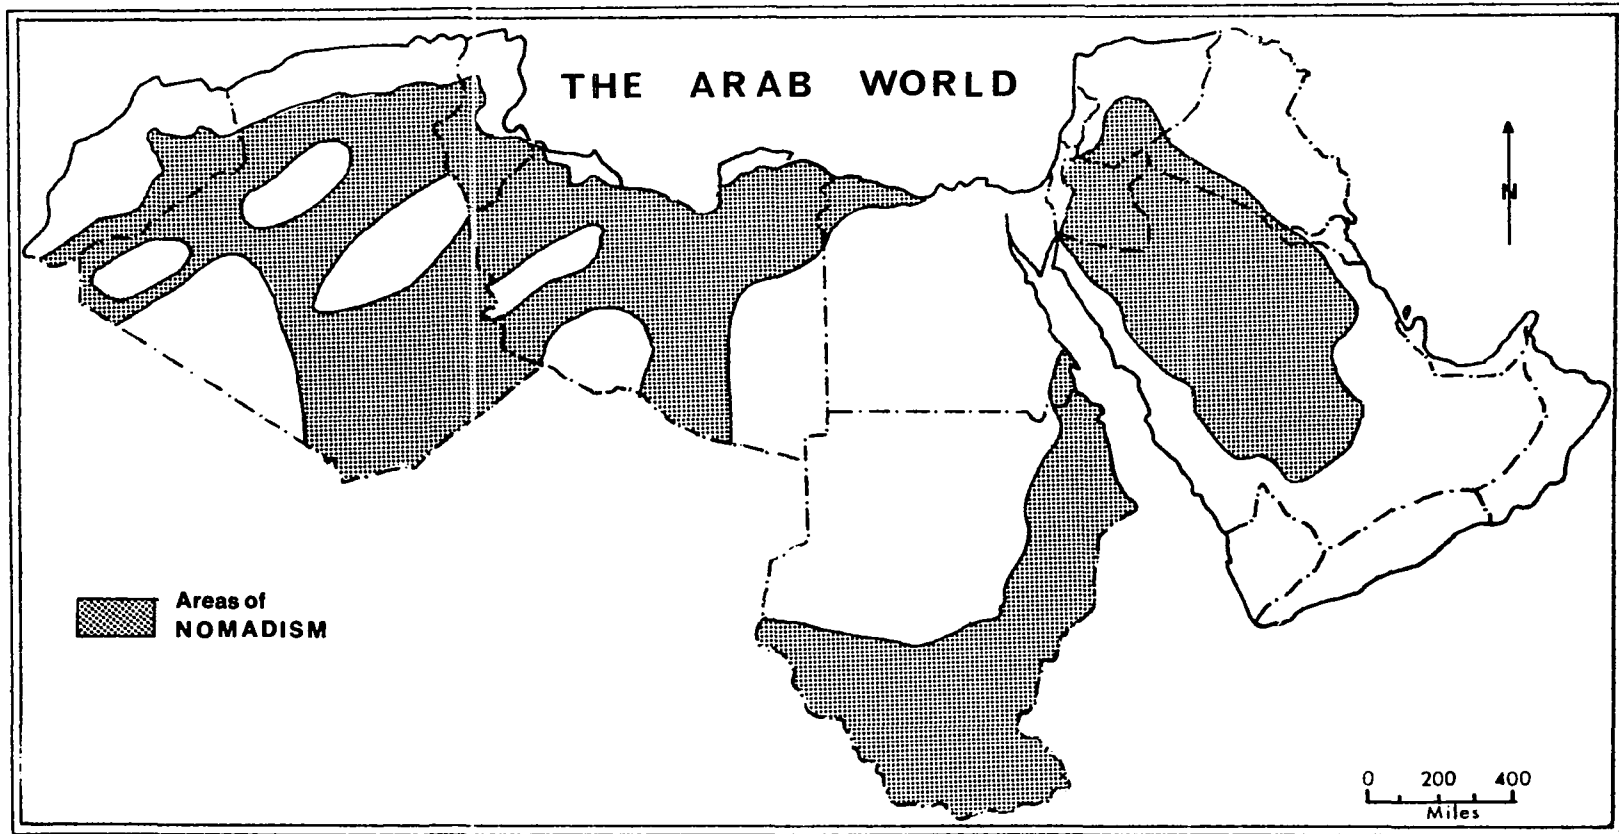 THE ARAB WORLD
N
Areas of
NOMADISM
0 200 400
Miles